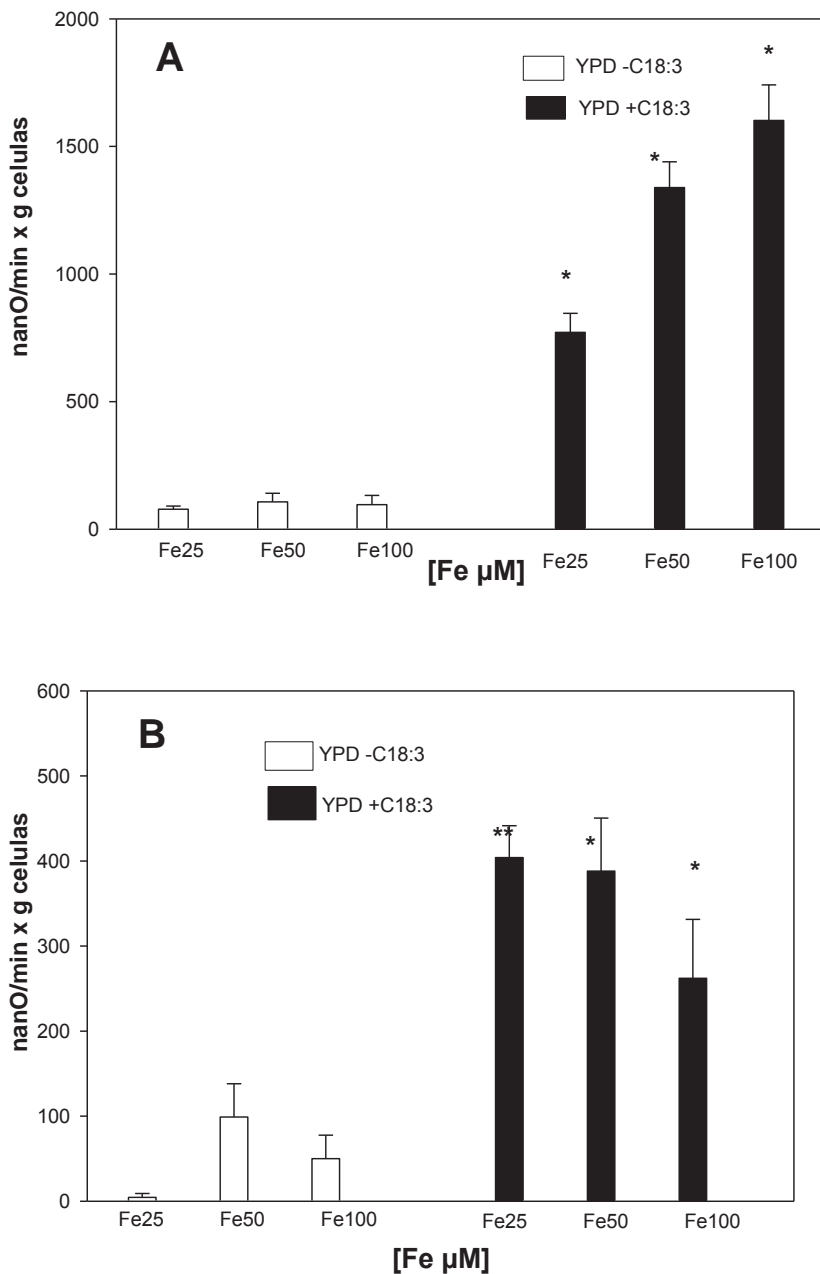 2000
A
*
YPD -C18:3
YPD +C18:3
1500
*
nanO/min x g celulas
1000
*
500
0
Fe25
Fe50
Fe100
[Fe µM]
Fe25
Fe50
Fe100
600
B
YPD -C18:3
500
YPD +C18:3
**
*
400
*
nanO/min x g celulas
300
200
100
0
Fe25
Fe50
Fe100
Fe25
Fe50
Fe100
[Fe µM]